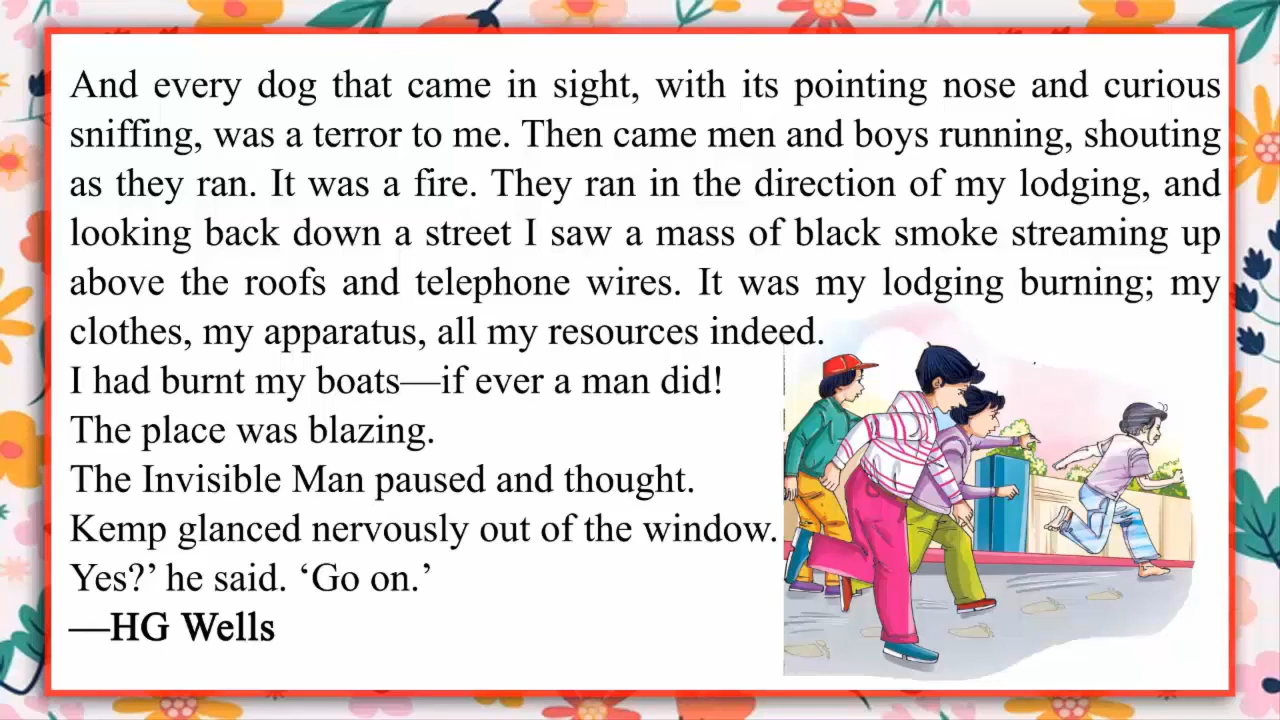 And every dog that came in sight, with its pointing nose and curious
sniffing, was a terror to me. Then came men and boys running, shouting
as they ran. It was a fire. They ran in the direction of my lodging, and
looking back down a street I saw a mass of black smoke streaming up
above the roofs and telephone wires. It was my lodging burning; my
clothes, my apparatus, all my resources indeed.
I had burnt my boats—if ever a man did!
The place was blazing.
The Invisible Man paused and thought.
Kemp glanced nervously out of the window.
Yes?’ he said. ‘Go on.’
—HG Wells